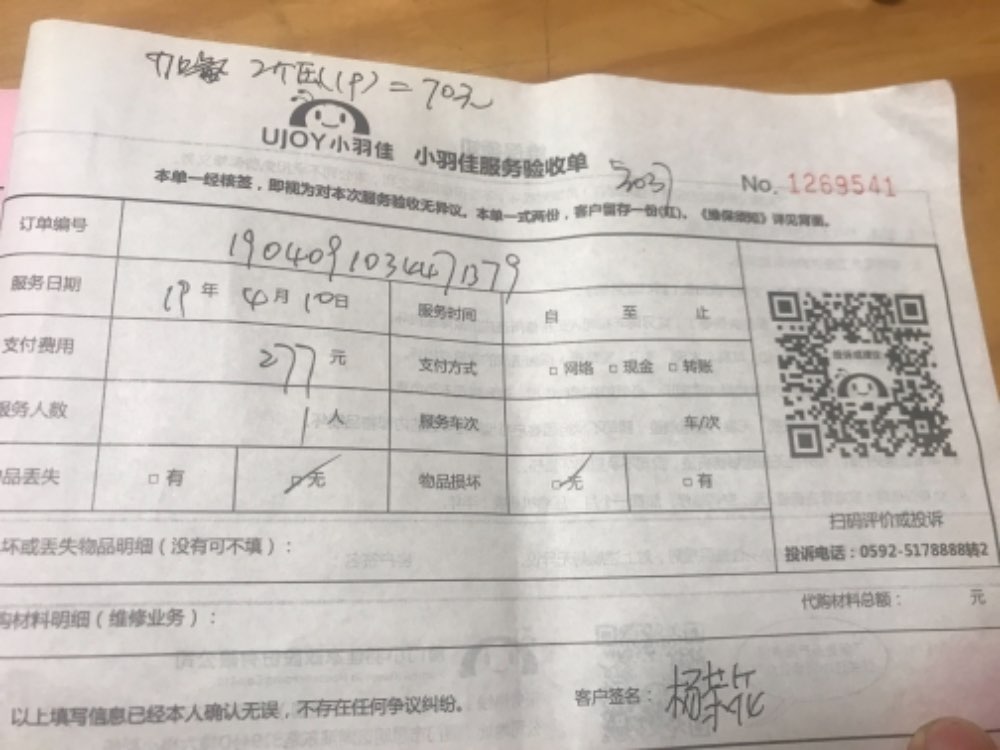 2个压(1P)=70元
UJOY小羽佳 小羽佳服务验收单
No. 1269541
本单一经核签，即视为对本次服务验收无异议。本单一式两份，客户留存一份(红)。《维保须知》详见背面。
订单编号 1904091034471379
服务日期 19年 4月 10日 服务时间 自 至 止
支付费用 277元 支付方式 □网络 □现金 □转账
服务人数 1人 服务车次 车/次
品丢失 □有 □无 物品损坏 □无 □有
扫码评价或投诉
投诉电话：0592-5178888转2
坏或丢失物品明细（没有可不填）：
代购材料总额： 元
购材料明细（维修业务）：
客户签名：
以上填写信息已经本人确认无误，不存在任何争议纠纷。